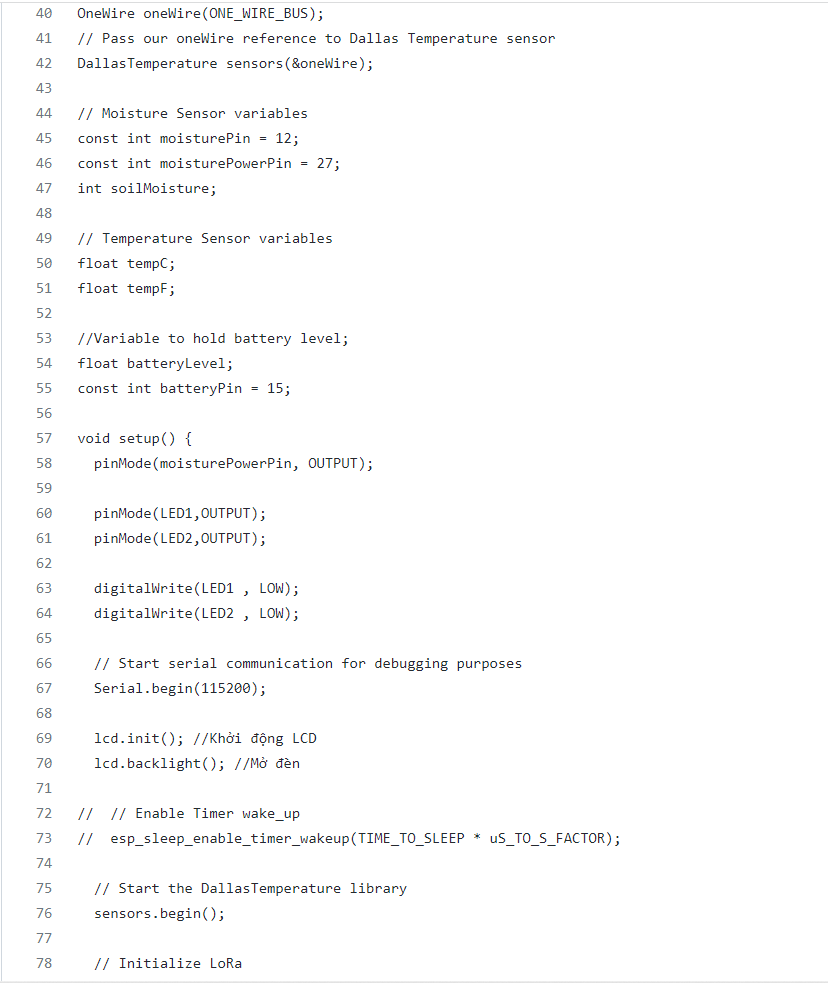 40 OneWire oneWire(ONE_WIRE_BUS);
41 // Pass our oneWire reference to Dallas Temperature sensor
42 DallasTemperature sensors(&oneWire);
43
44 // Moisture Sensor variables
45 const int moisturePin = 12;
46 const int moisturePowerPin = 27;
47 int soilMoisture;
48
49 // Temperature Sensor variables
50 float tempC;
51 float tempF;
52
53 //Variable to hold battery level;
54 float batteryLevel;
55 const int batteryPin = 15;
56
57 void setup() {
58   pinMode(moisturePowerPin, OUTPUT);
59
60   pinMode(LED1,OUTPUT);
61   pinMode(LED2,OUTPUT);
62
63   digitalWrite(LED1 , LOW);
64   digitalWrite(LED2 , LOW);
65
66   // Start serial communication for debugging purposes
67   Serial.begin(115200);
68
69   lcd.init(); //Khởi động LCD
70   lcd.backlight(); //Mở đèn
71
72 //  // Enable Timer wake_up
73 //  esp_sleep_enable_timer_wakeup(TIME_TO_SLEEP * uS_TO_S_FACTOR);
74
75   // Start the DallasTemperature library
76   sensors.begin();
77
78   // Initialize LoRa